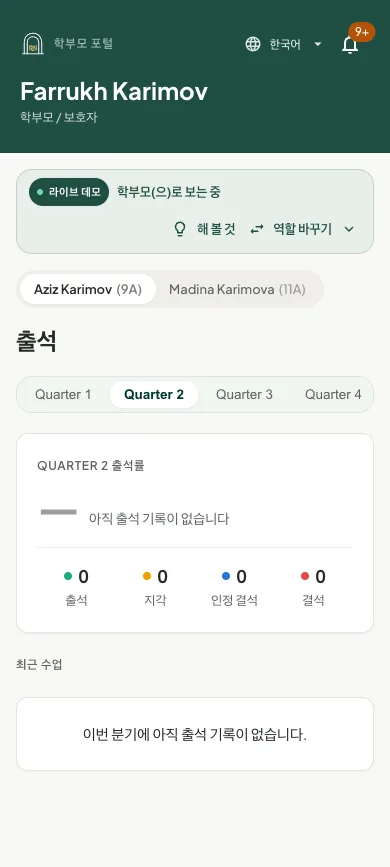 학부모 포털
한국어
9+
Farrukh Karimov
학부모 / 보호자
라이브 데모
학부모(으)로 보는 중
해 볼 것
역할 바꾸기
Aziz Karimov (9A)
Madina Karimova (11A)
출석
Quarter 1
Quarter 2
Quarter 3
Quarter 4
QUARTER 2 출석률
아직 출석 기록이 없습니다
0
0
0
0
출석
지각
인정 결석
결석
최근 수업
이번 분기에 아직 출석 기록이 없습니다.